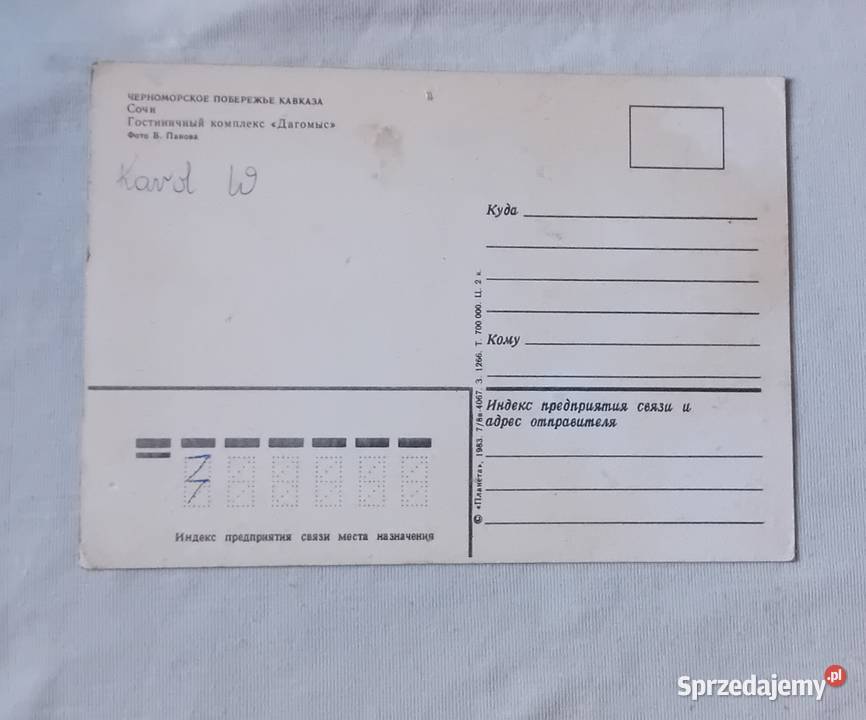 ЧЕРНОМОРСКОЕ ПОБЕРЕЖЬЕ КАВКАЗА
Сочи
Гостиничный комплекс «Дагомыс»
Фото В. Панова
Karol W
Куда
Кому
Индекс предприятия связи и
адрес отправителя
© «Планета», 1983. 7/8а-4067. З. 1266. Т. 700 000. Ц. 2 к.
3
Индекс предприятия связи места назначения
Sprzedajemy.pl